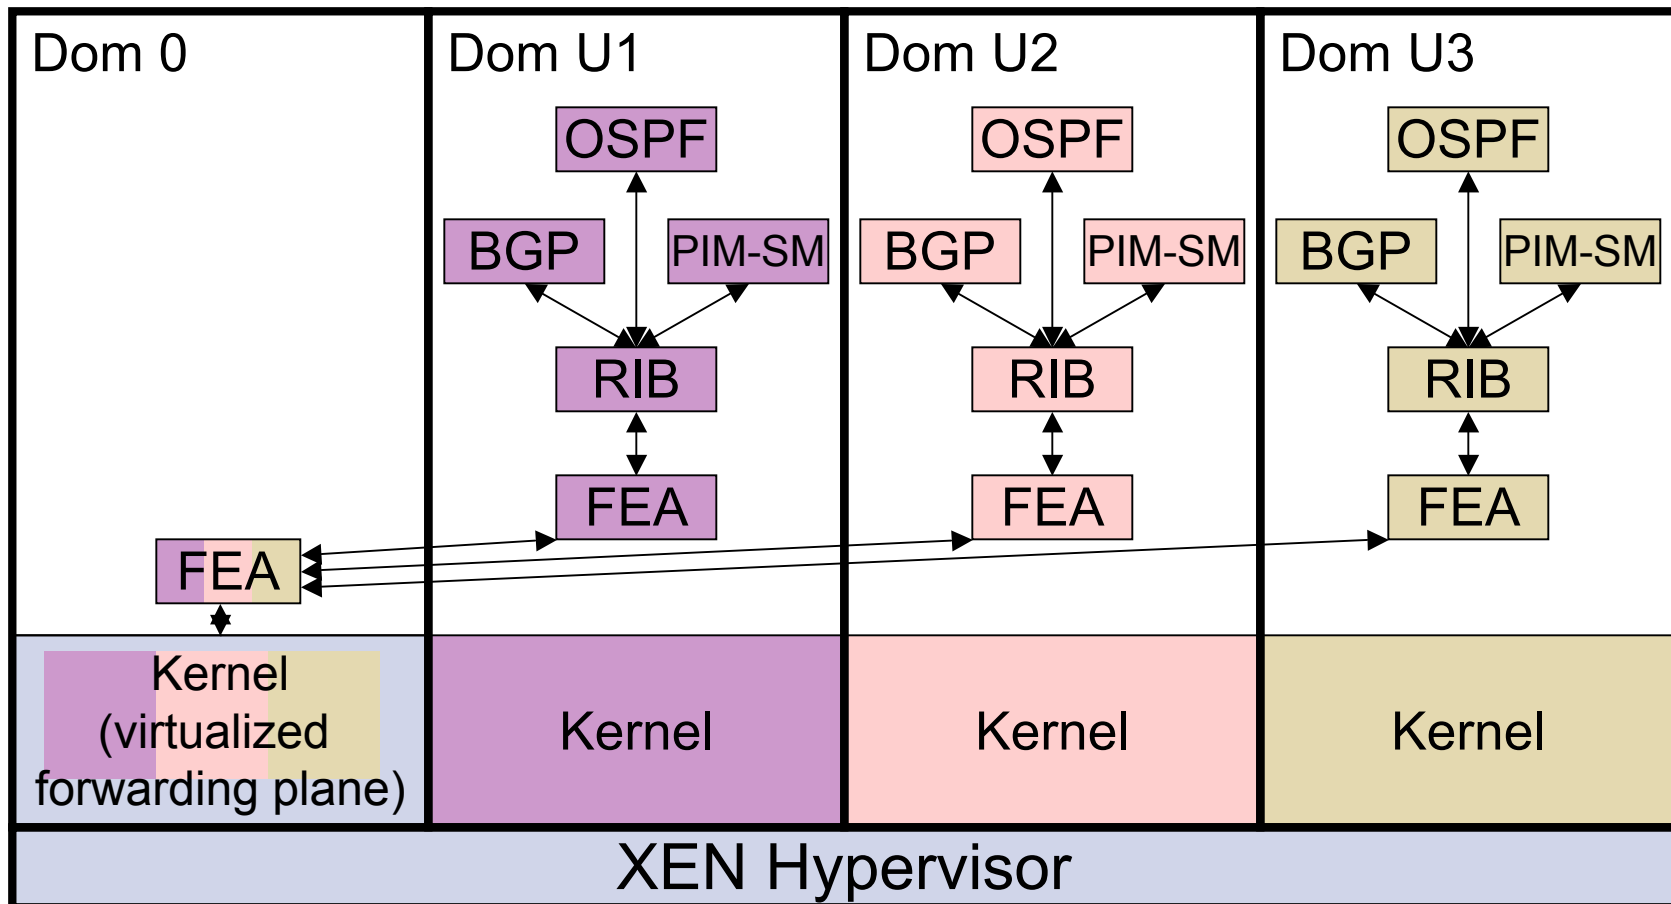 Dom 0
FEA
Kernel
(virtualized
forwarding plane)
Dom U1
OSPF
BGP
PIM-SM
RIB
FEA
Kernel
Dom U2
OSPF
BGP
PIM-SM
RIB
FEA
Kernel
Dom U3
OSPF
BGP
PIM-SM
RIB
FEA
Kernel
XEN Hypervisor